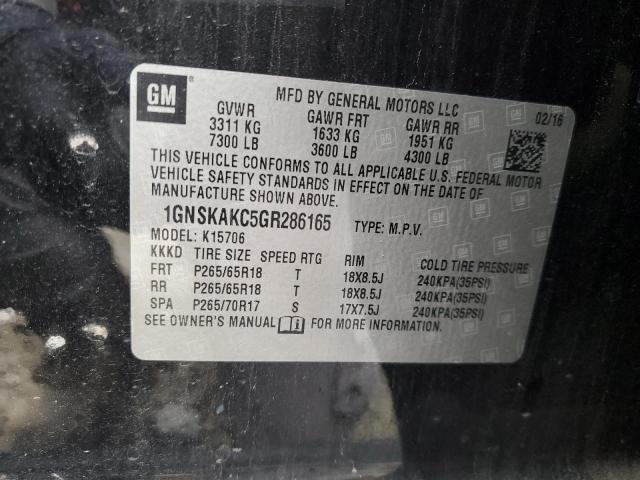 GM ®
MFD BY GENERAL MOTORS LLC
02/16
GVWR GAWR FRT GAWR RR
3311 KG 1633 KG 1951 KG
7300 LB 3600 LB 4300 LB
THIS VEHICLE CONFORMS TO ALL APPLICABLE U.S. FEDERAL MOTOR
VEHICLE SAFETY STANDARDS IN EFFECT ON THE DATE OF
MANUFACTURE SHOWN ABOVE.
1GNSKAKC5GR286165 TYPE: M.P.V.
MODEL: K15706
KKKD TIRE SIZE SPEED RTG RIM COLD TIRE PRESSURE
FRT P265/65R18 T 18X8.5J 240KPA(35PSI)
RR P265/65R18 T 18X8.5J 240KPA(35PSI)
SPA P265/70R17 S 17X7.5J 240KPA(35PSI)
SEE OWNER'S MANUAL FOR MORE INFORMATION.